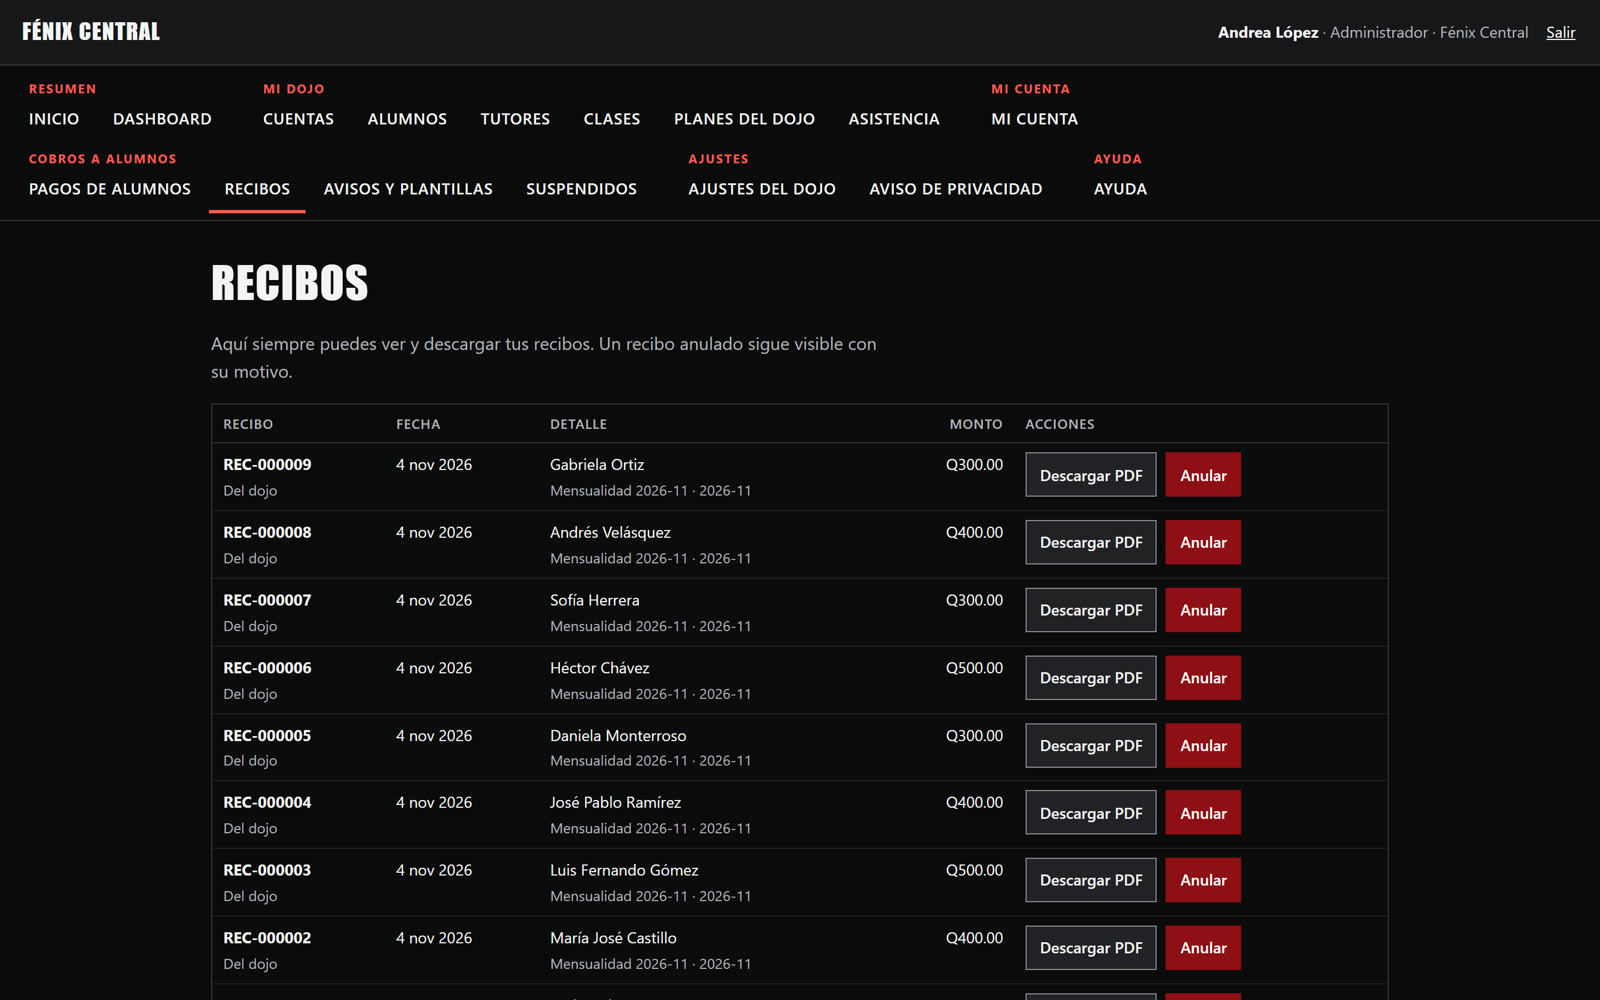 FÉNIX CENTRAL
Andrea López · Administrador · Fénix Central Salir
RESUMEN
INICIO DASHBOARD
MI DOJO
CUENTAS ALUMNOS TUTORES CLASES PLANES DEL DOJO ASISTENCIA
MI CUENTA
MI CUENTA
COBROS A ALUMNOS
PAGOS DE ALUMNOS RECIBOS AVISOS Y PLANTILLAS SUSPENDIDOS
AJUSTES
AJUSTES DEL DOJO AVISO DE PRIVACIDAD
AYUDA
AYUDA
RECIBOS
Aquí siempre puedes ver y descargar tus recibos. Un recibo anulado sigue visible con
su motivo.
RECIBO FECHA DETALLE MONTO ACCIONES
REC-000009 4 nov 2026 Gabriela Ortiz Q300.00 Descargar PDF Anular
Del dojo Mensualidad 2026-11 · 2026-11
REC-000008 4 nov 2026 Andrés Velásquez Q400.00 Descargar PDF Anular
Del dojo Mensualidad 2026-11 · 2026-11
REC-000007 4 nov 2026 Sofía Herrera Q300.00 Descargar PDF Anular
Del dojo Mensualidad 2026-11 · 2026-11
REC-000006 4 nov 2026 Héctor Chávez Q500.00 Descargar PDF Anular
Del dojo Mensualidad 2026-11 · 2026-11
REC-000005 4 nov 2026 Daniela Monterroso Q300.00 Descargar PDF Anular
Del dojo Mensualidad 2026-11 · 2026-11
REC-000004 4 nov 2026 José Pablo Ramírez Q400.00 Descargar PDF Anular
Del dojo Mensualidad 2026-11 · 2026-11
REC-000003 4 nov 2026 Luis Fernando Gómez Q500.00 Descargar PDF Anular
Del dojo Mensualidad 2026-11 · 2026-11
REC-000002 4 nov 2026 María José Castillo Q400.00 Descargar PDF Anular
Del dojo Mensualidad 2026-11 · 2026-11